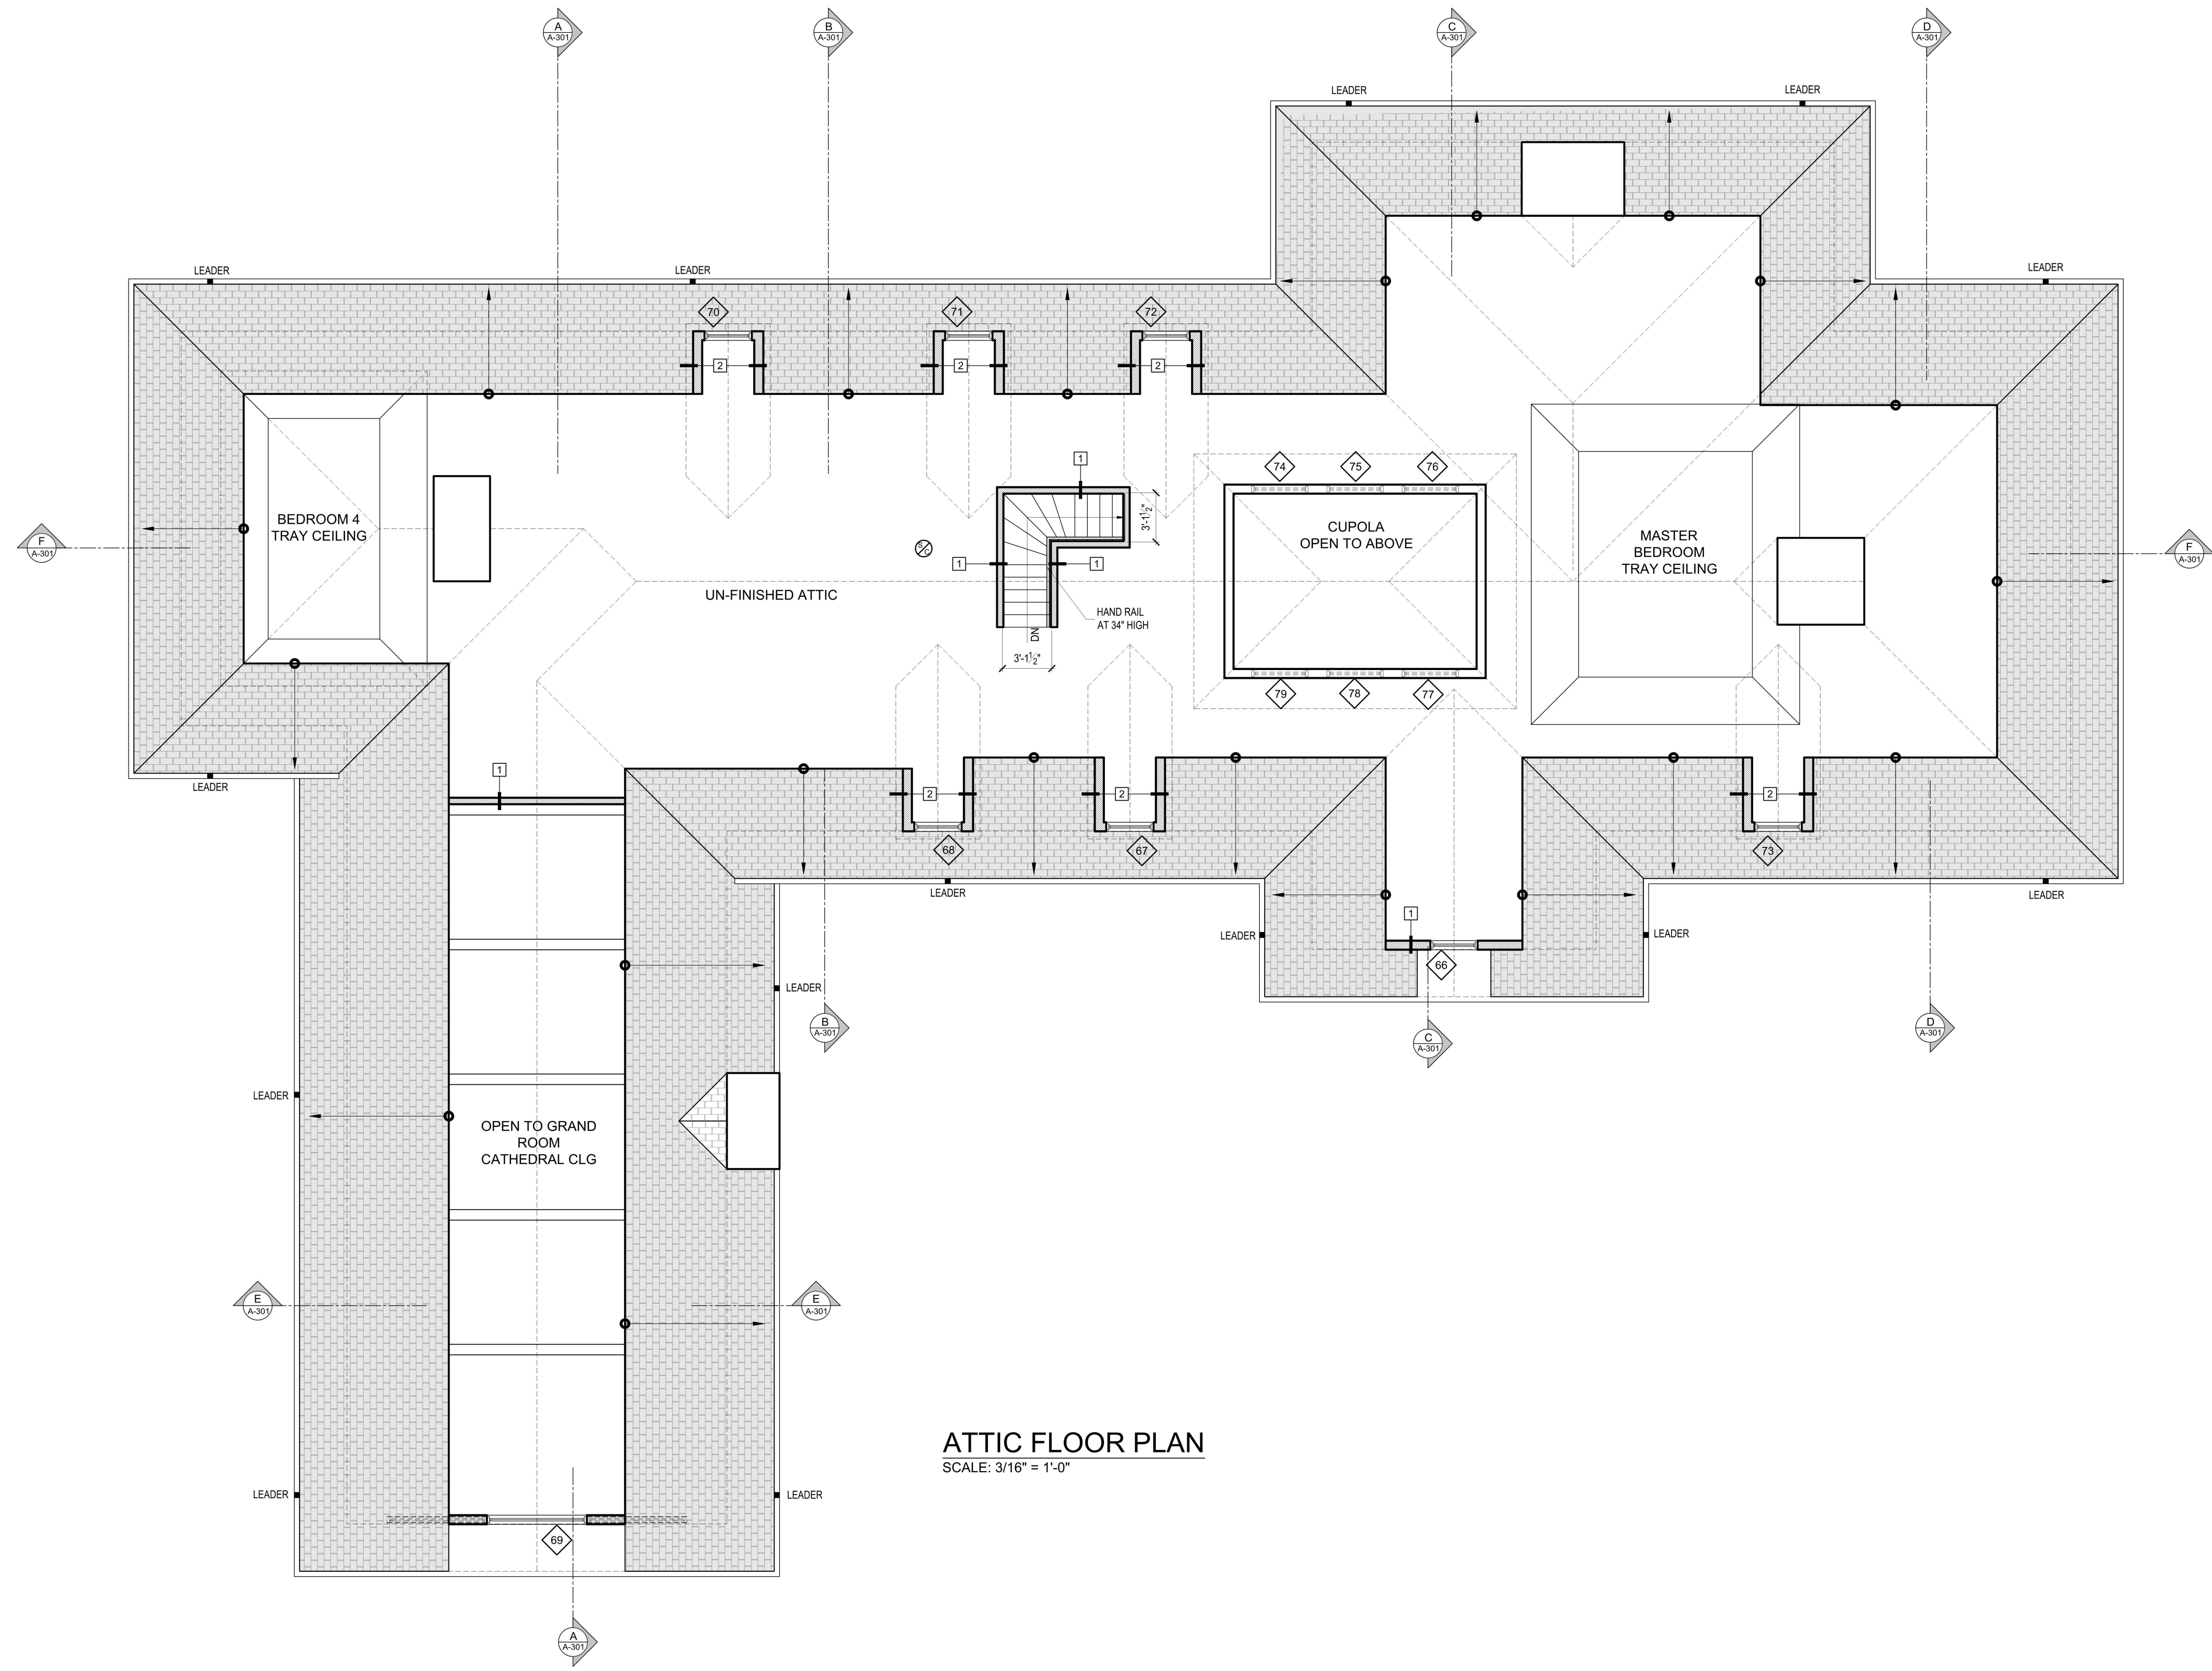 A
A-301
B
A-301
C
A-301
D
A-301
LEADER
LEADER
LEADER
LEADER
LEADER
70
71
72
2
2
2
1
74
75
76
3'-1½"
BEDROOM 4
TRAY CEILING
CUPOLA
OPEN TO ABOVE
MASTER
BEDROOM
TRAY CEILING
F
A-301
F
A-301
S/C
1
1
UN-FINISHED ATTIC
HAND RAIL
AT 34" HIGH
DN
3'-1½"
79
78
77
1
LEADER
2
2
2
68
67
73
LEADER
LEADER
1
LEADER
LEADER
66
LEADER
B
A-301
C
A-301
D
A-301
LEADER
OPEN TO GRAND
ROOM
CATHEDRAL CLG
E
A-301
E
A-301
ATTIC FLOOR PLAN
SCALE: 3/16" = 1'-0"
LEADER
LEADER
69
A
A-301